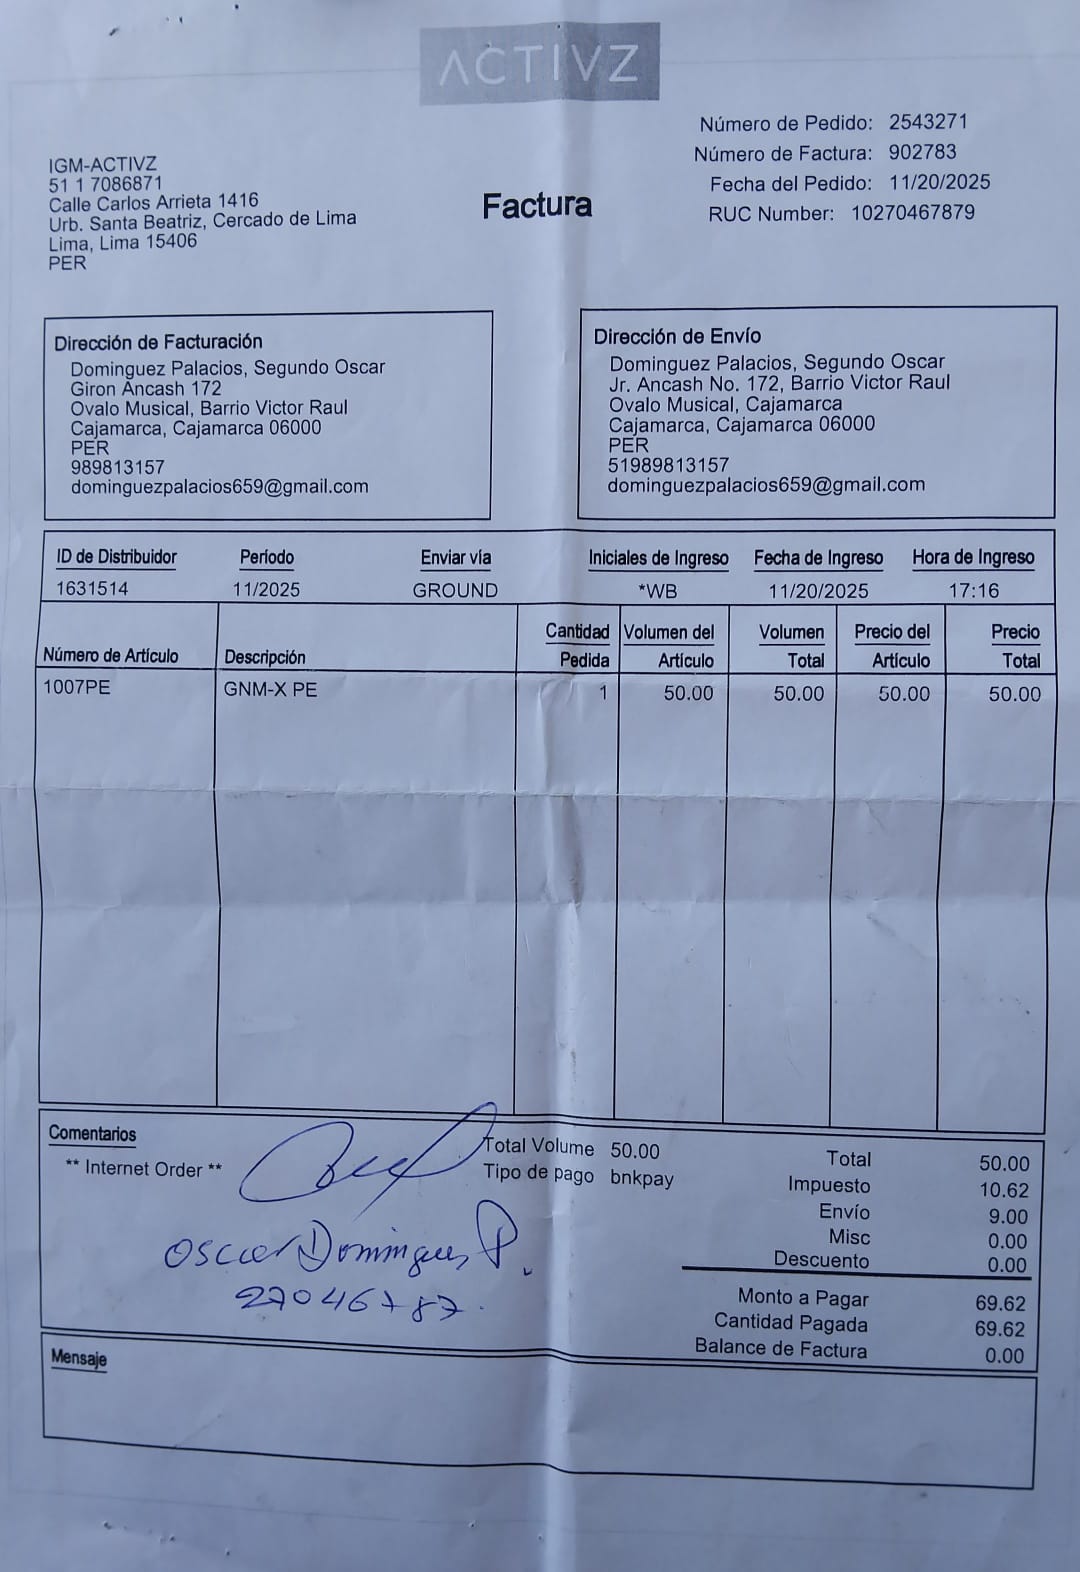 ACTIVZ
Número de Pedido: 2543271
Número de Factura: 902783
Fecha del Pedido: 11/20/2025
RUC Number: 10270467879
IGM-ACTIVZ
51 1 7086871
Calle Carlos Arrieta 1416
Urb. Santa Beatriz, Cercado de Lima
Lima, Lima 15406
PER
Factura
Dirección de Facturación
Dominguez Palacios, Segundo Oscar
Giron Ancash 172
Ovalo Musical, Barrio Victor Raul
Cajamarca, Cajamarca 06000
PER
989813157
dominguezpalacios659@gmail.com
Dirección de Envío
Dominguez Palacios, Segundo Oscar
Jr. Ancash No. 172, Barrio Victor Raul
Ovalo Musical, Cajamarca
Cajamarca, Cajamarca 06000
PER
51989813157
dominguezpalacios659@gmail.com
ID de Distribuidor Período Enviar vía Iniciales de Ingreso Fecha de Ingreso Hora de Ingreso
1631514 11/2025 GROUND *WB 11/20/2025 17:16
Número de Artículo Descripción Cantidad Pedida Volumen del Artículo Volumen Total Precio del Artículo Precio Total
1007PE GNM-X PE 1 50.00 50.00 50.00 50.00
Comentarios
** Internet Order **
Total Volume 50.00
Tipo de pago bnkpay
Oscar Dominguez P.
27046787.
Total 50.00
Impuesto 10.62
Envío 9.00
Misc 0.00
Descuento 0.00
Monto a Pagar 69.62
Cantidad Pagada 69.62
Balance de Factura 0.00
Mensaje